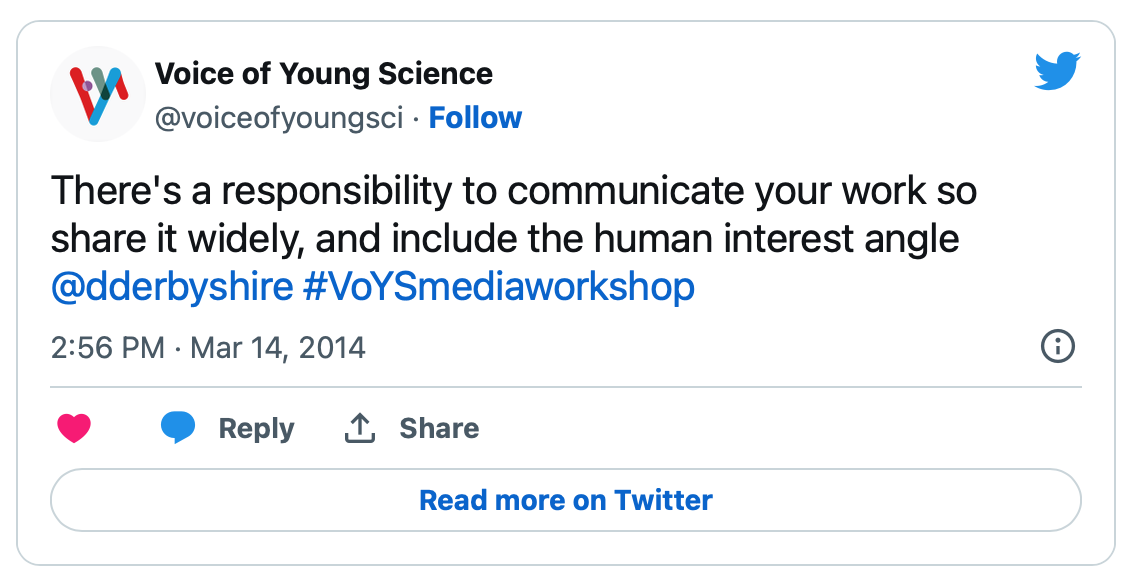 Voice of Young Science
@voiceofyoungsci · Follow
There's a responsibility to communicate your work so
share it widely, and include the human interest angle
@dderbyshire #VoYSmediaworkshop
2:56 PM · Mar 14, 2014
Reply Share
Read more on Twitter